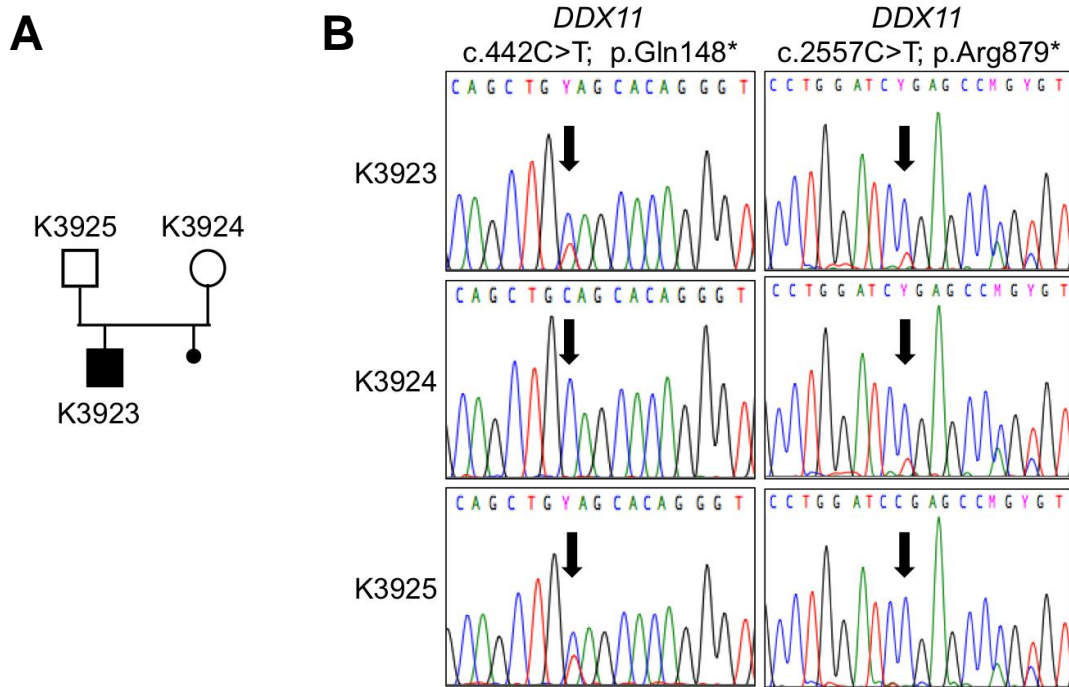 A
B
DDX11
c.442C>T; p.Gln148*
DDX11
c.2557C>T; p.Arg879*
K3925
K3924
K3923
K3923
CAGCTGYAGCACAGGGT
CCTGGATCYGAGCCMGYGT
K3924
CAGCTGCAGCACAGGGT
CCTGGATCYGAGCCMGYGT
K3925
CAGCTGYAGCACAGGGT
CCTGGATCCGAGCCMGYGT